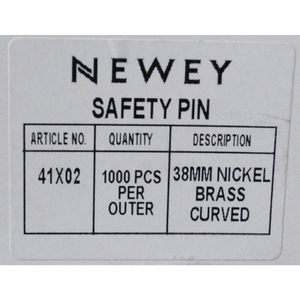 NEWEY
SAFETY PIN
ARTICLE NO. QUANTITY DESCRIPTION
41X02 1000 PCS 38MM NICKEL
PER BRASS
OUTER CURVED